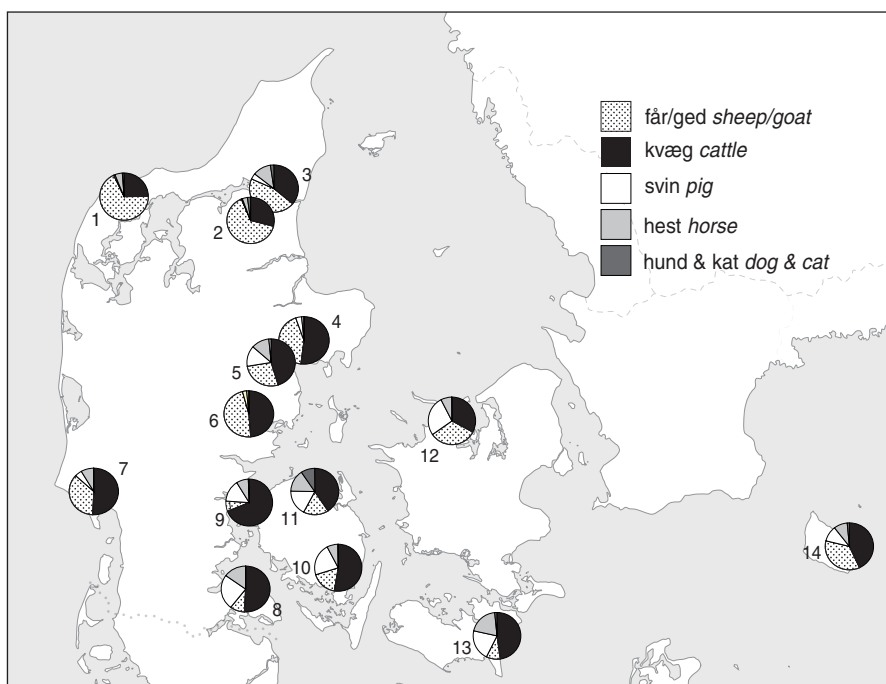 får/ged sheep/goat
kvæg cattle
svin pig
hest horse
hund & kat dog & cat
1
2
3
4
5
6
7
8
9
10
11
12
13
14